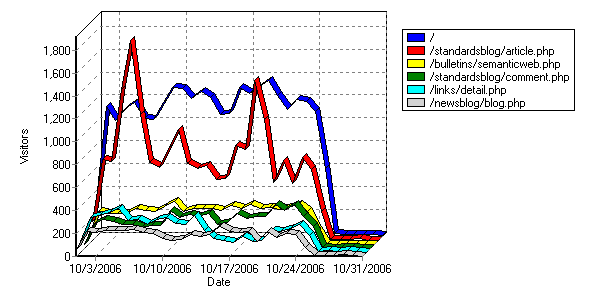 Visitors
1,800
1,600
1,400
1,200
1,000
800
600
400
200
0
10/3/2006 10/10/2006 10/17/2006 10/24/2006 10/31/2006
Date
/
/standardsblog/article.php
/bulletins/semanticweb.php
/standardsblog/comment.php
/links/detail.php
/newsblog/blog.php